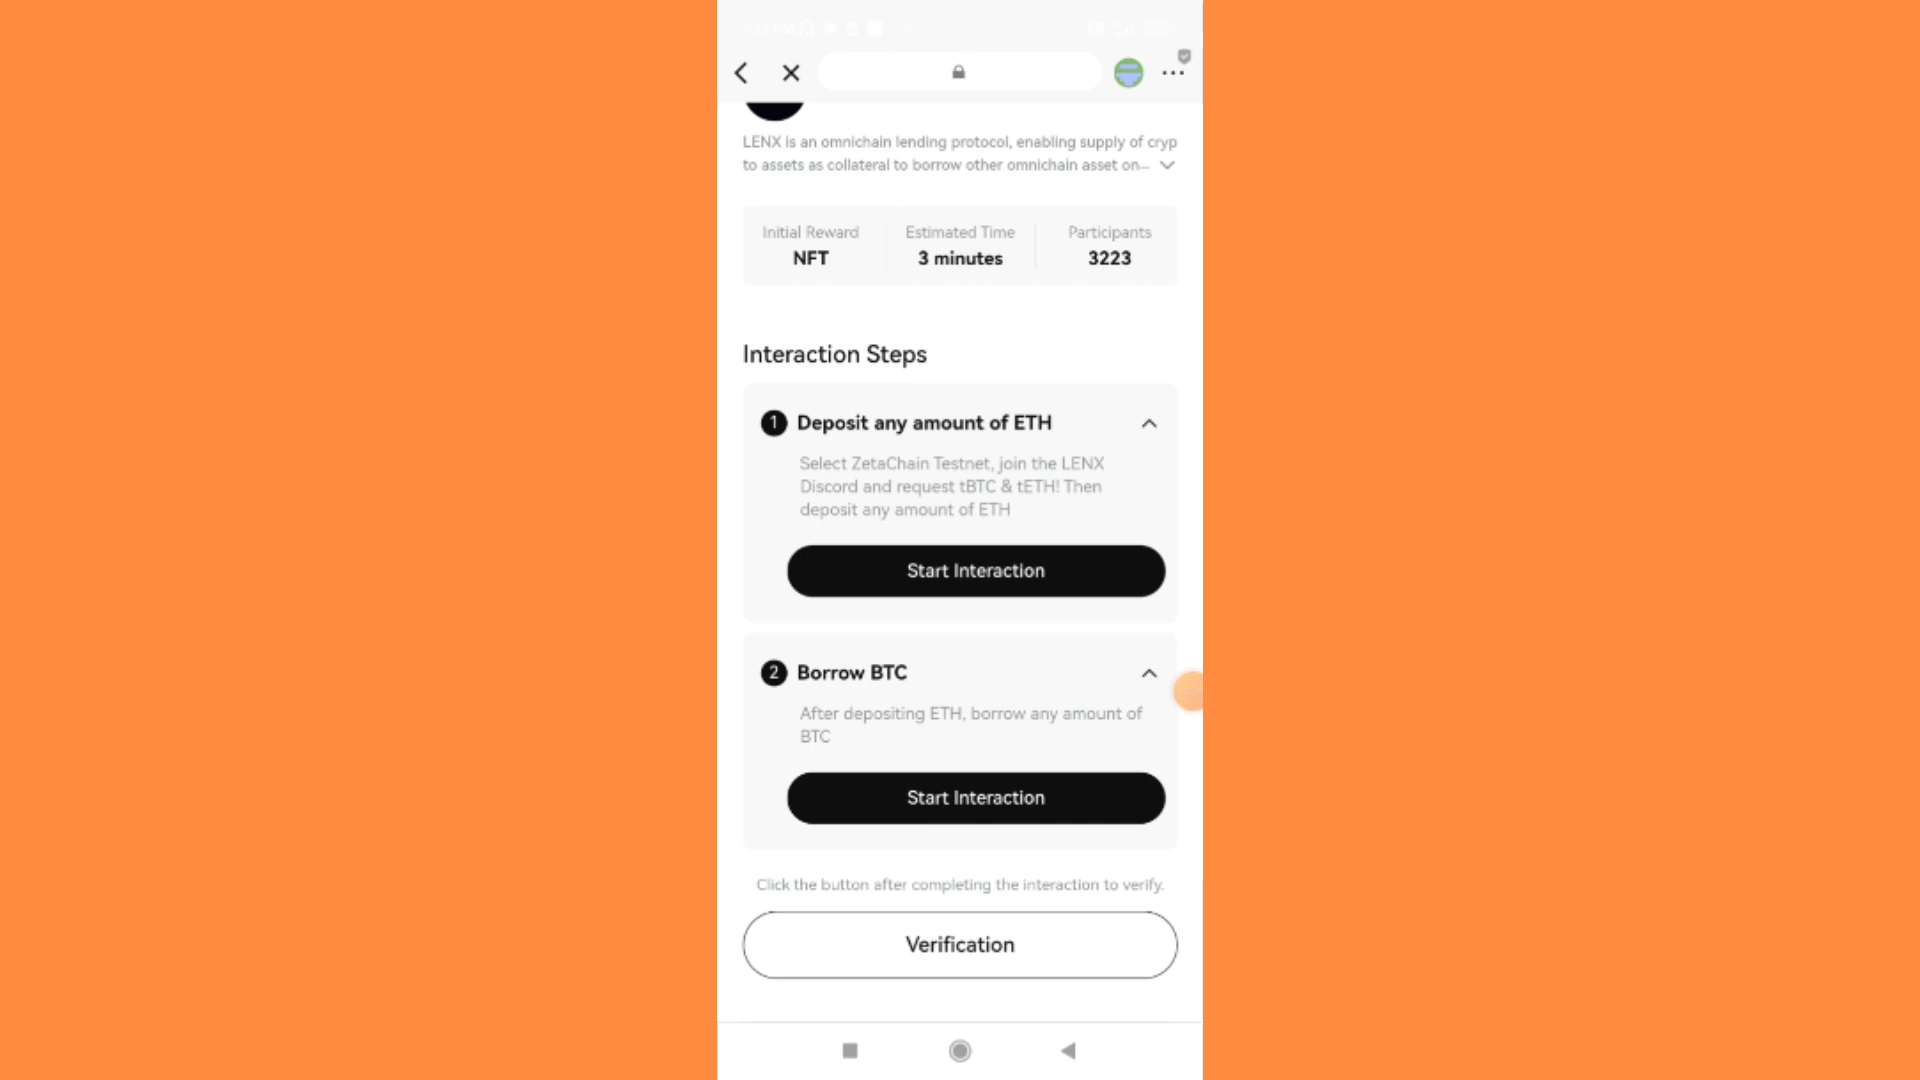 LENX is an omnichain lending protocol, enabling supply of cryp
to assets as collateral to borrow other omnichain asset on...
Initial Reward
NFT
Estimated Time
3 minutes
Participants
3223
Interaction Steps
1 Deposit any amount of ETH
Select ZetaChain Testnet, join the LENX
Discord and request tBTC & tETH! Then
deposit any amount of ETH
Start Interaction
2 Borrow BTC
After depositing ETH, borrow any amount of
BTC
Start Interaction
Click the button after completing the interaction to verify.
Verification